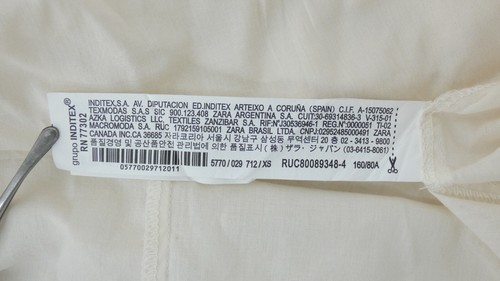 grupo INDITEX®
RN 77302
INDITEX,S.A. AV. DIPUTACION ED.INDITEX ARTEIXO A CORUÑA (SPAIN) C.I.F. A-15075062
TEXMODAS S.A.S SIC 900.123.408 ZARA ARGENTINA S.A. CUIT:30-69314836-3 V-315-01
AZKA LOGISTICS LLC, TEXTILES ZANZIBAR S.A. RIF.Nº J30536946-1 REG.Nº:0000051 TI-02
MACROMODA S.A. RUC 1792159105001 ZARA BRASIL LTDA. CNPJ:02952485000491 ZARA
CANADA INC.CA 36685 자라코리아 서울시 강남구 삼성동 무역센터 20 층 02 - 3413 - 9800
품질경영 및 공산품안전 관리법에 의한 품질표시 (株) ザラ・ジャパン (03-6415-8061)
5770 / 029 712 / XS RUC80089348-4 160/80A
05770029712011